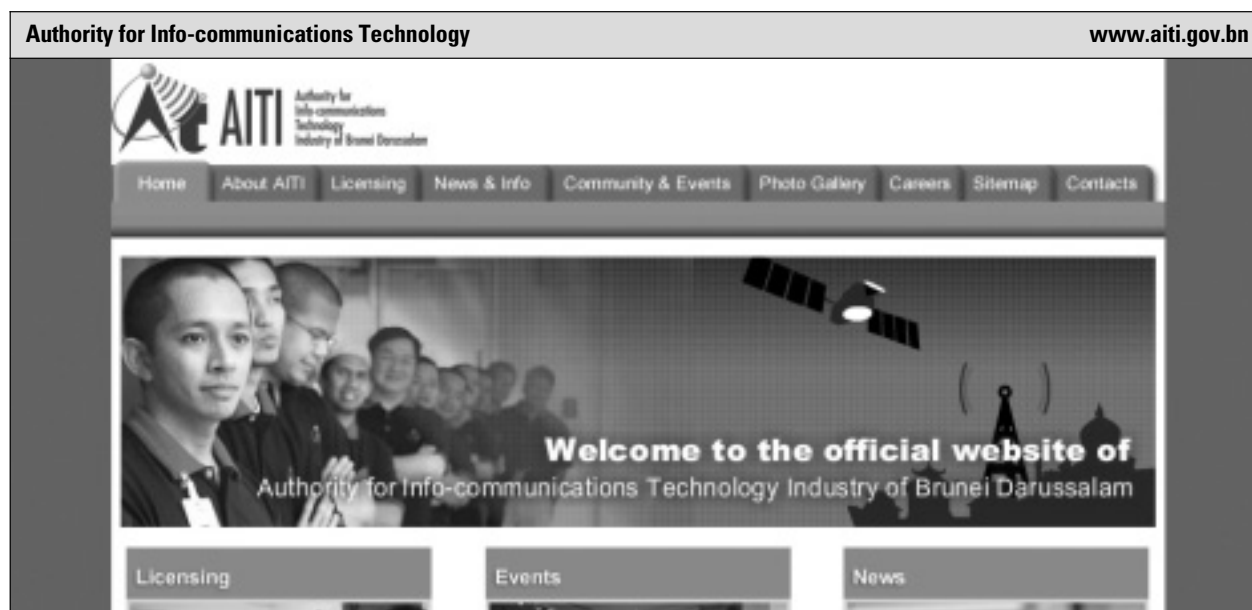 Authority for Info-communications Technology www.aiti.gov.bn
AITI
Authority for
Info-communications
Technology
Industry of Brunei Darussalam
Home About AITI Licensing News & Info Community & Events Photo Gallery Careers Sitemap Contacts
Welcome to the official website of
Authority for Info-communications Technology Industry of Brunei Darussalam
Licensing Events News